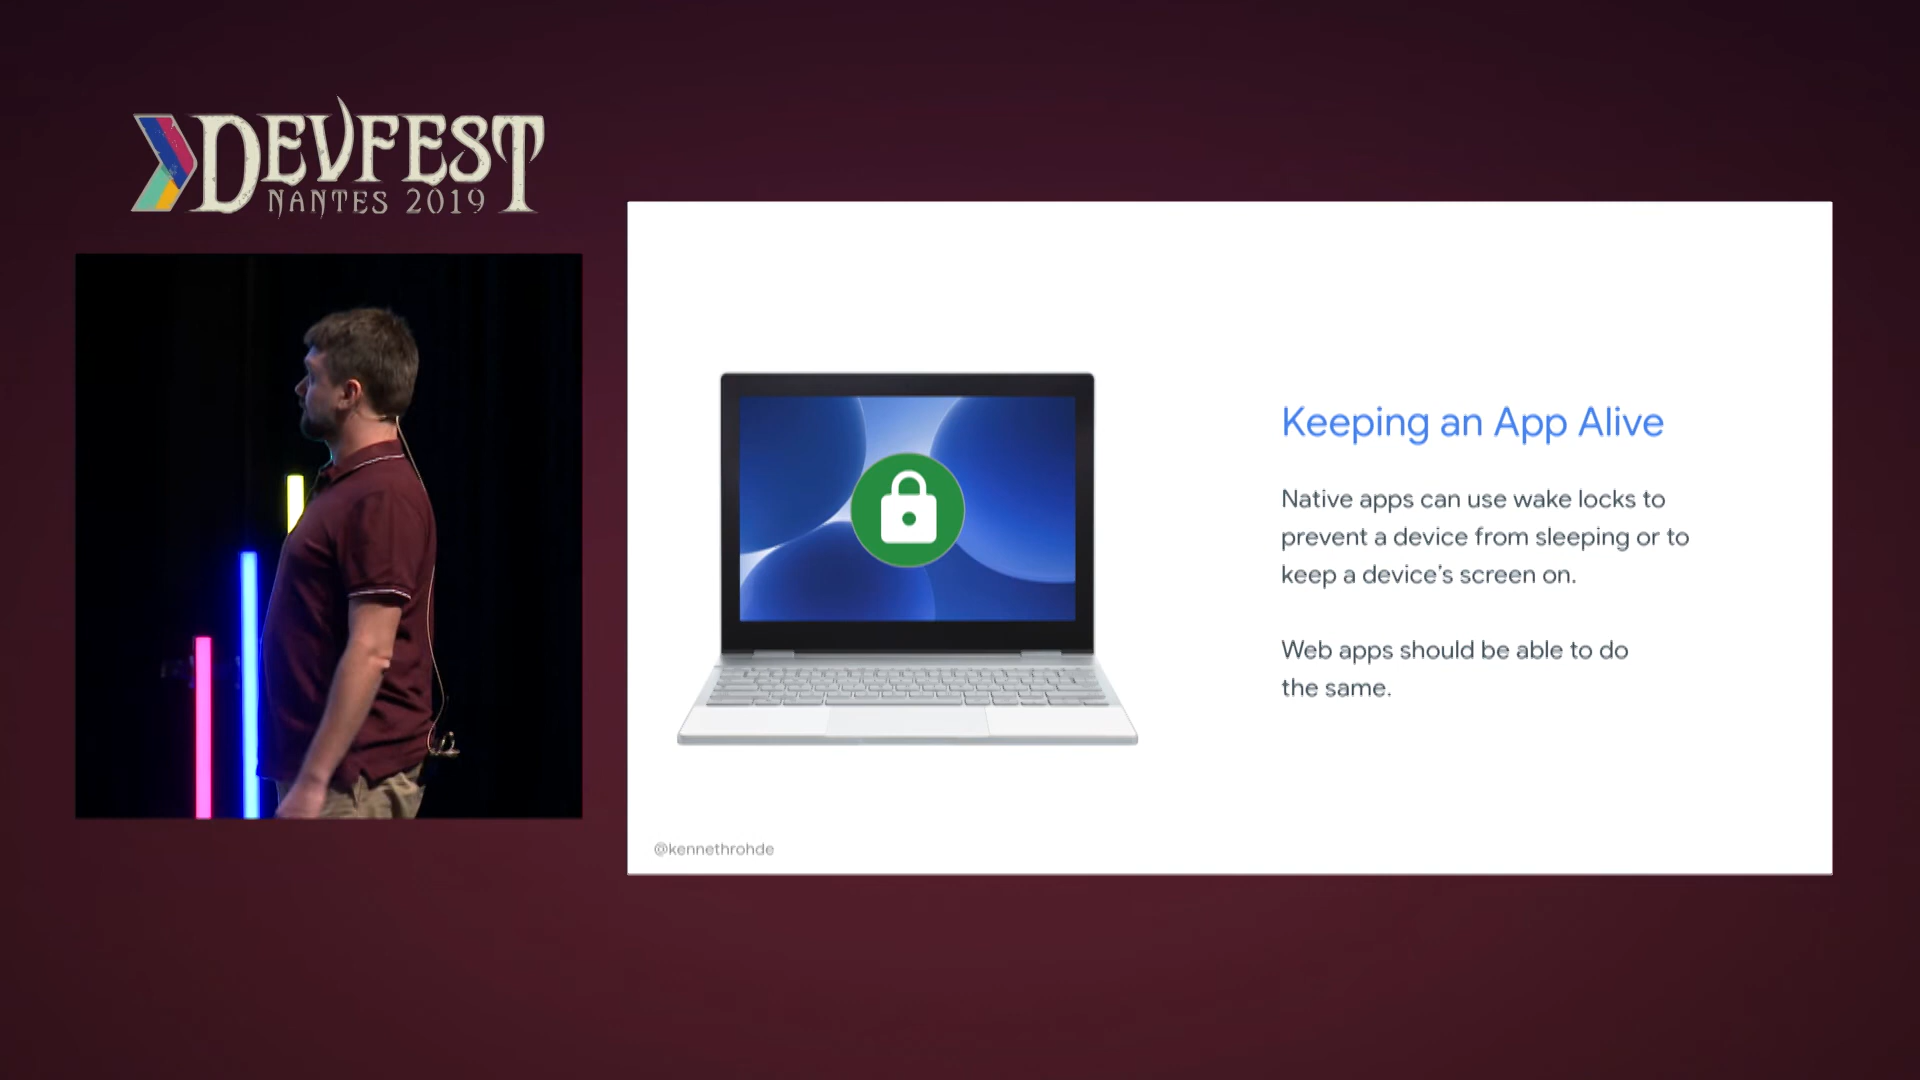 DEVFEST
NANTES 2019
Keeping an App Alive
Native apps can use wake locks to
prevent a device from sleeping or to
keep a device's screen on.
Web apps should be able to do
the same.
@kennethrohde